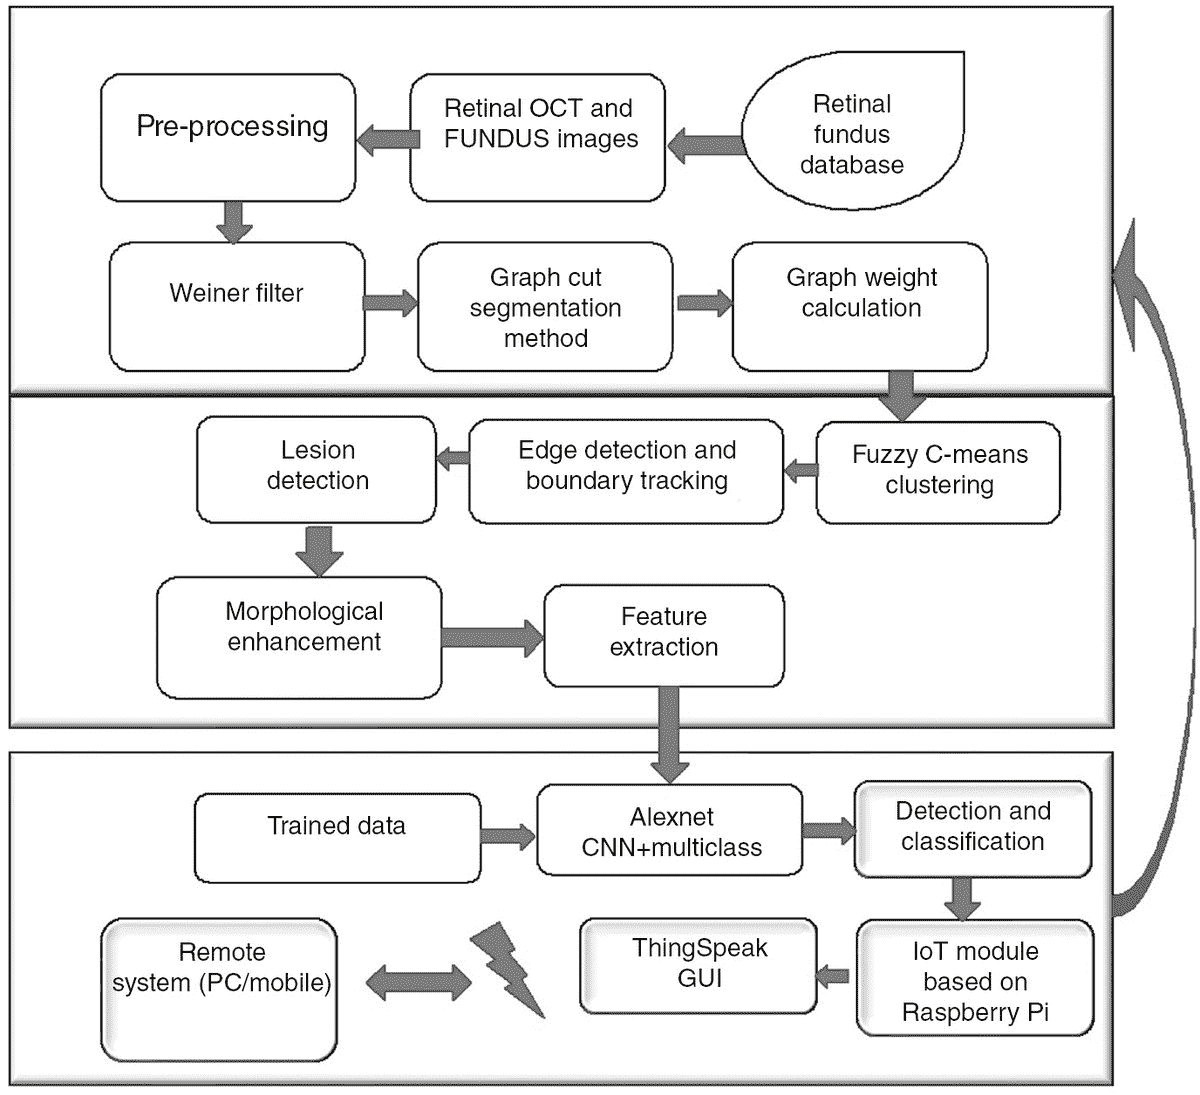 Pre-processing
Retinal OCT and
FUNDUS images
Retinal
fundus
database
Weiner filter
Graph cut
segmentation
method
Graph weight
calculation
Lesion
detection
Edge detection and
boundary tracking
Fuzzy C-means
clustering
Morphological
enhancement
Feature
extraction
Trained data
Alexnet
CNN+multiclass
Detection and
classification
Remote
system (PC/mobile)
ThingSpeak
GUI
IoT module
based on
Raspberry Pi